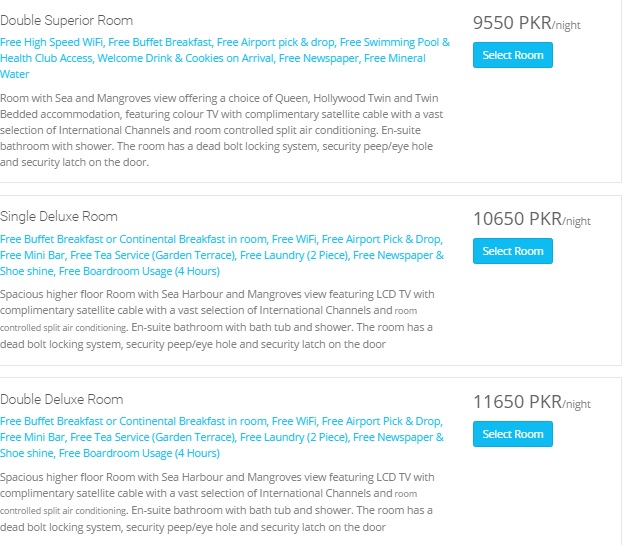 Double Superior Room
9550 PKR/night
Free High Speed WiFi, Free Buffet Breakfast, Free Airport pick & drop, Free Swimming Pool &
Health Club Access, Welcome Drink & Cookies on Arrival, Free Newspaper, Free Mineral
Water
Select Room
Room with Sea and Mangroves view offering a choice of Queen, Hollywood Twin and Twin
Bedded accommodation, featuring colour TV with complimentary satellite cable with a vast
selection of International Channels and room controlled split air conditioning. En-suite
bathroom with shower. The room has a dead bolt locking system, security peep/eye hole
and security latch on the door.
Single Deluxe Room
10650 PKR/night
Free Buffet Breakfast or Continental Breakfast in room, Free WiFi, Free Airport Pick & Drop,
Free Mini Bar, Free Tea Service (Garden Terrace), Free Laundry (2 Piece), Free Newspaper &
Shoe shine, Free Boardroom Usage (4 Hours)
Select Room
Spacious higher floor Room with Sea Harbour and Mangroves view featuring LCD TV with
complimentary satellite cable with a vast selection of International Channels and room
controlled split air conditioning. En-suite bathroom with bath tub and shower. The room has a
dead bolt locking system, security peep/eye hole and security latch on the door
Double Deluxe Room
11650 PKR/night
Free Buffet Breakfast or Continental Breakfast in room, Free WiFi, Free Airport Pick & Drop,
Free Mini Bar, Free Tea Service (Garden Terrace), Free Laundry (2 Piece), Free Newspaper &
Shoe shine, Free Boardroom Usage (4 Hours)
Select Room
Spacious higher floor Room with Sea Harbour and Mangroves view featuring LCD TV with
complimentary satellite cable with a vast selection of International Channels and room
controlled split air conditioning. En-suite bathroom with bath tub and shower. The room has a
dead bolt locking system, security peep/eye hole and security latch on the door